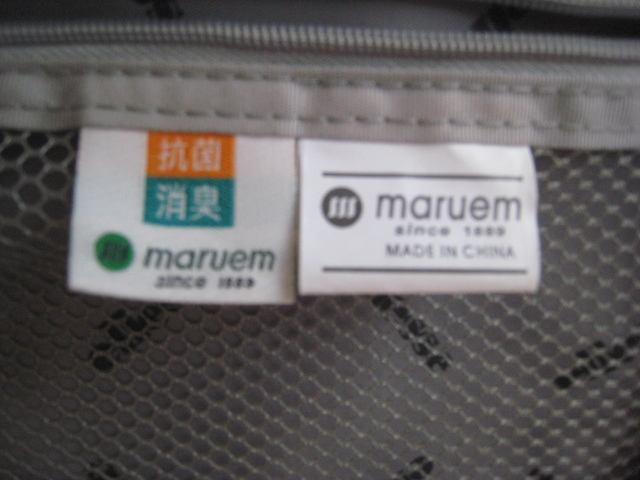 抗菌
消臭
maruem
since 1889
maruem
since 1889
MADE IN CHINA